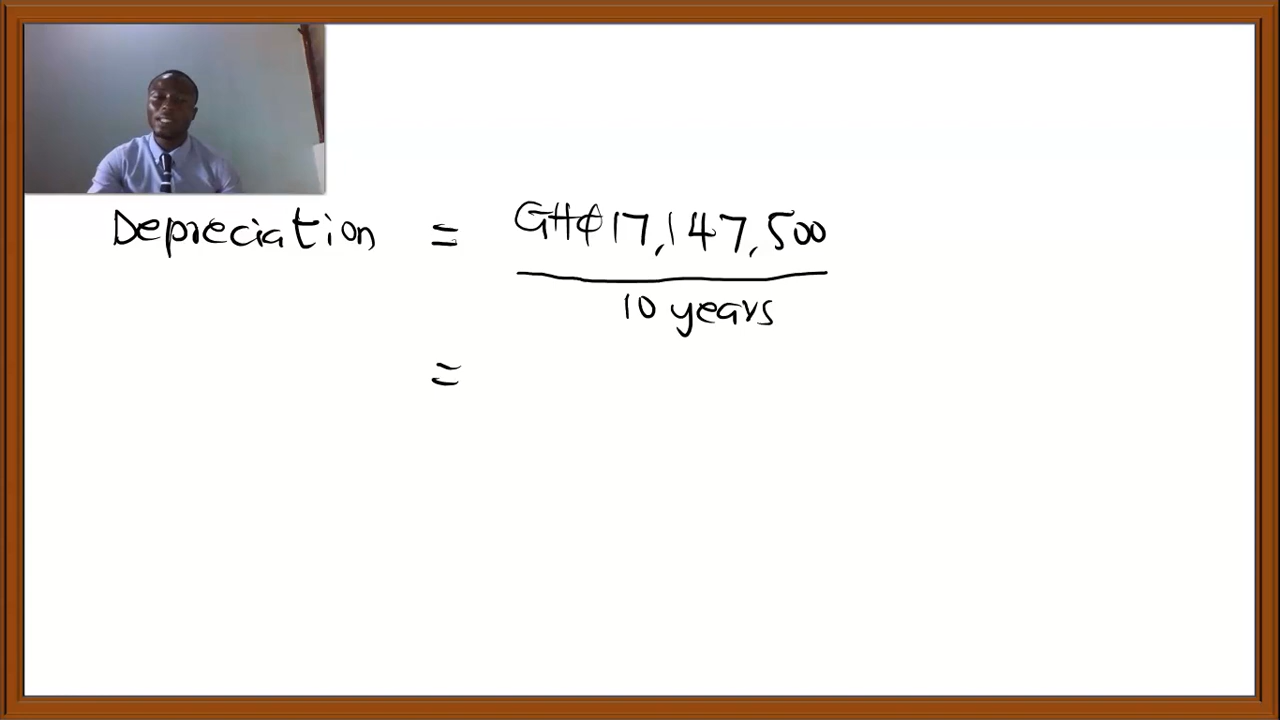 Depreciation = GH₵17,147,500
10 years
=